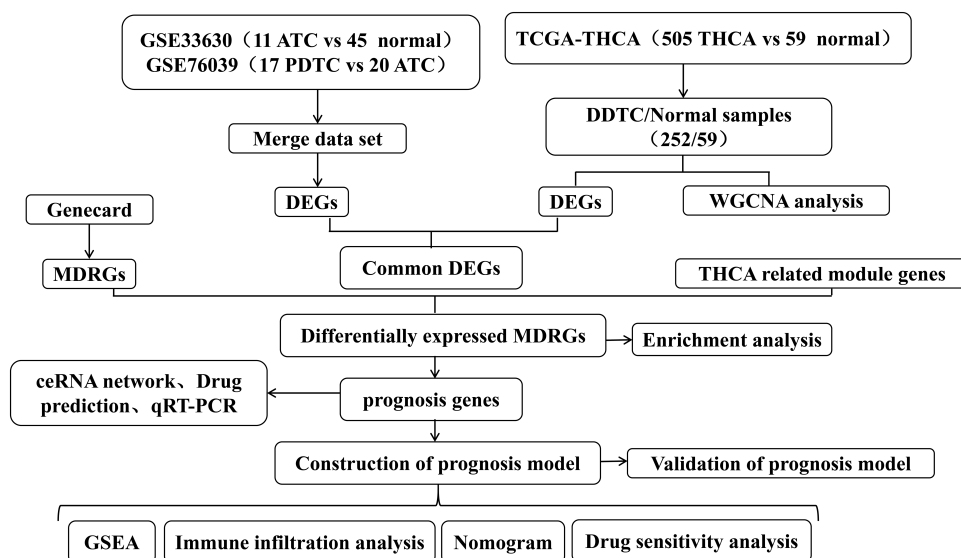 GSE33630（11 ATC vs 45 normal）
GSE76039（17 PDTC vs 20 ATC）
TCGA-THCA（505 THCA vs 59 normal）
Merge data set
DDTC/Normal samples
（252/59）
DEGs
DEGs
WGCNA analysis
Genecard
MDRGs
Common DEGs
THCA related module genes
Differentially expressed MDRGs
Enrichment analysis
ceRNA network、Drug
prediction、qRT-PCR
prognosis genes
Construction of prognosis model
Validation of prognosis model
GSEA
Immune infiltration analysis
Nomogram
Drug sensitivity analysis